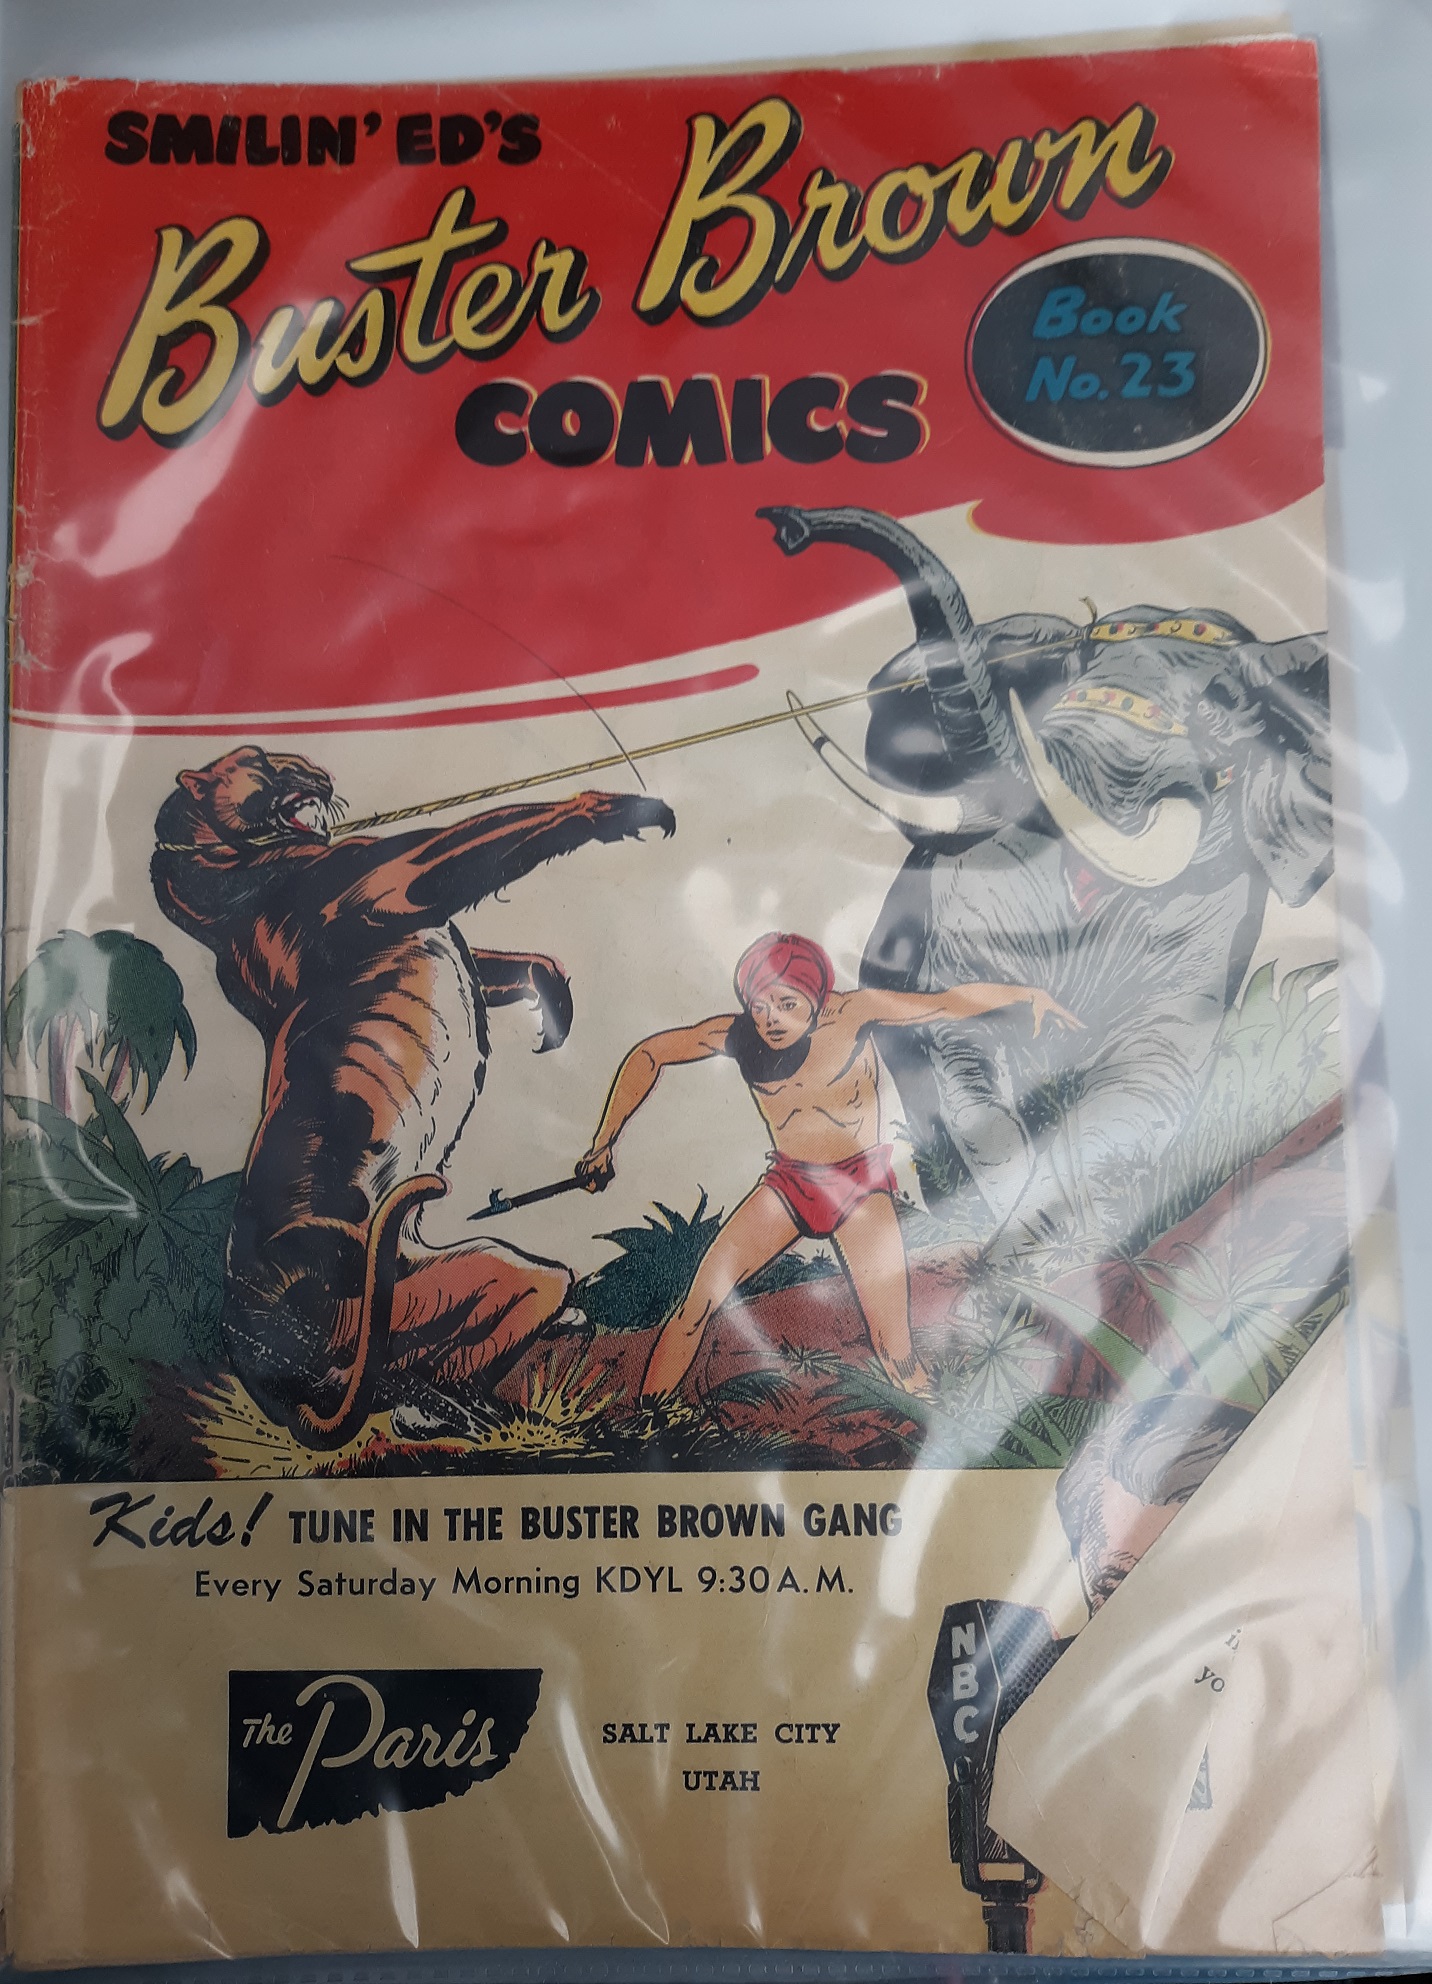 SMILIN' ED'S
Buster Brown
COMICS
Book
No. 23
Kids! TUNE IN THE BUSTER BROWN GANG
Every Saturday Morning KDYL 9:30 A.M.
NBC
The Paris
SALT LAKE CITY
UTAH
yo